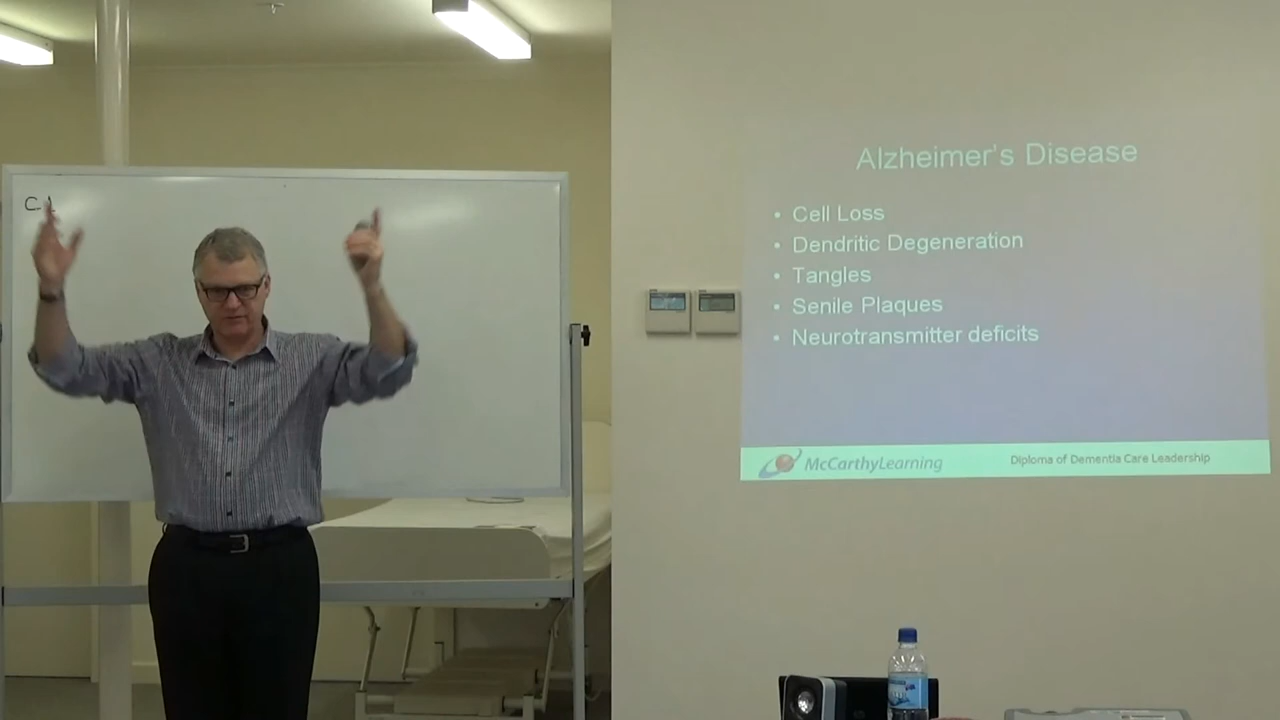 C.
Alzheimer's Disease
• Cell Loss
• Dendritic Degeneration
• Tangles
• Senile Plaques
• Neurotransmitter deficits
McCarthyLearning
Diploma of Dementia Care Leadership